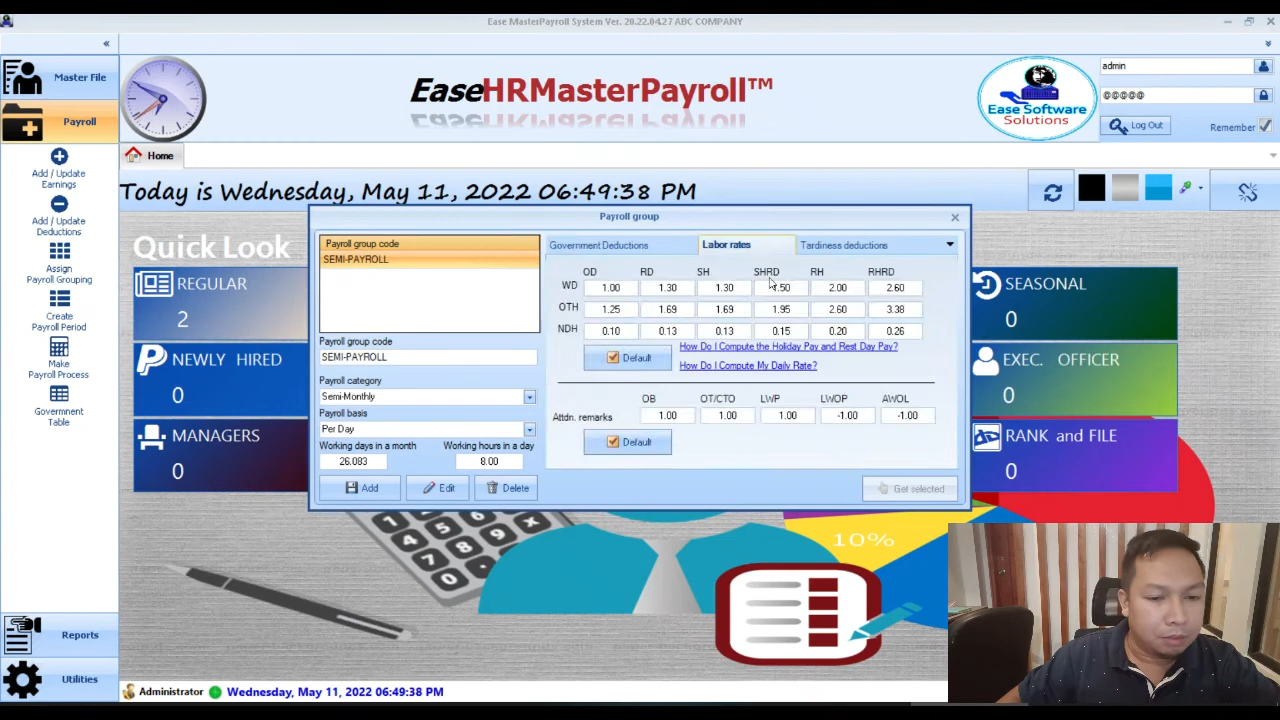 Ease MasterPayroll System Ver. 20.22.04.27 ABC COMPANY
«
Master File
Payroll
Add / Update
Earnings
Add / Update
Deductions
Assign
Payroll Grouping
Create
Payroll Period
Make
Payroll Process
Government
Table
Reports
Utilities
EaseHRMasterPayroll™
Ease Software
Solutions
admin
@@@@@
Log Out
Remember
Home
Today is Wednesday, May 11, 2022 06:49:38 PM
Quick Look
REGULAR
2
NEWLY HIRED
0
MANAGERS
0
SEASONAL
0
EXEC. OFFICER
0
RANK and FILE
0
Payroll group
Payroll group code
SEMI-PAYROLL
Payroll group code
SEMI-PAYROLL
Payroll category
Semi-Monthly
Payroll basis
Per Day
Working days in a month Working hours in a day
26.083 8.00
Add Edit Delete
Government Deductions Labor rates Tardiness deductions
OD RD SH SHRD RH RHRD
WD 1.00 1.30 1.30 1.50 2.00 2.60
OTH 1.25 1.69 1.69 1.95 2.60 3.38
NDH 0.10 0.13 0.13 0.15 0.20 0.26
Default
How Do I Compute the Holiday Pay and Rest Day Pay?
How Do I Compute My Daily Rate?
OB OT/CTO LWP LWOP AWOL
Attdn. remarks 1.00 1.00 1.00 -1.00 -1.00
Default
Get selected
10%
7 8 9
4 5 6
Administrator Wednesday, May 11, 2022 06:49:38 PM